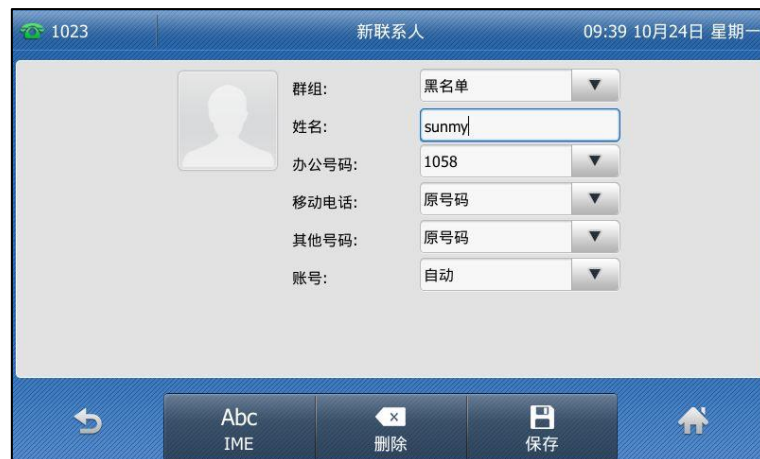 1023 新联系人 09:39 10月24日 星期一
群组: 黑名单
姓名: sunmy
办公号码: 1058
移动电话: 原号码
其他号码: 原号码
账号: 自动
Abc
IME 删除 保存